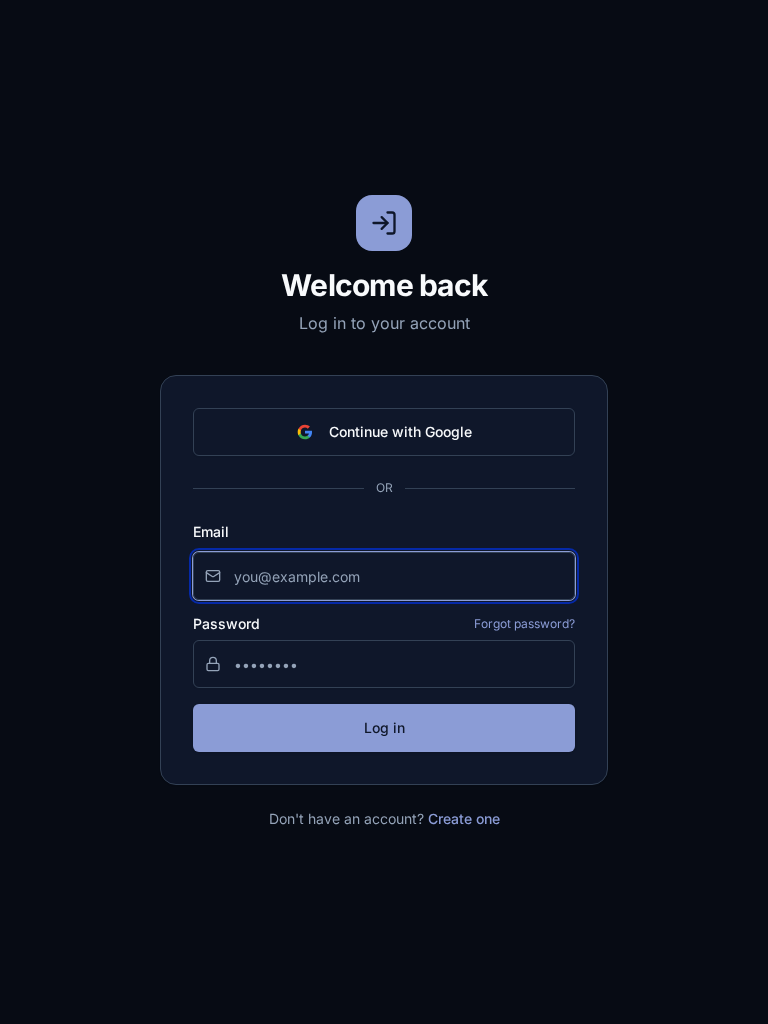 Welcome back
Log in to your account
Continue with Google
OR
Email
you@example.com
Password Forgot password?
••••••••
Log in
Don't have an account? Create one